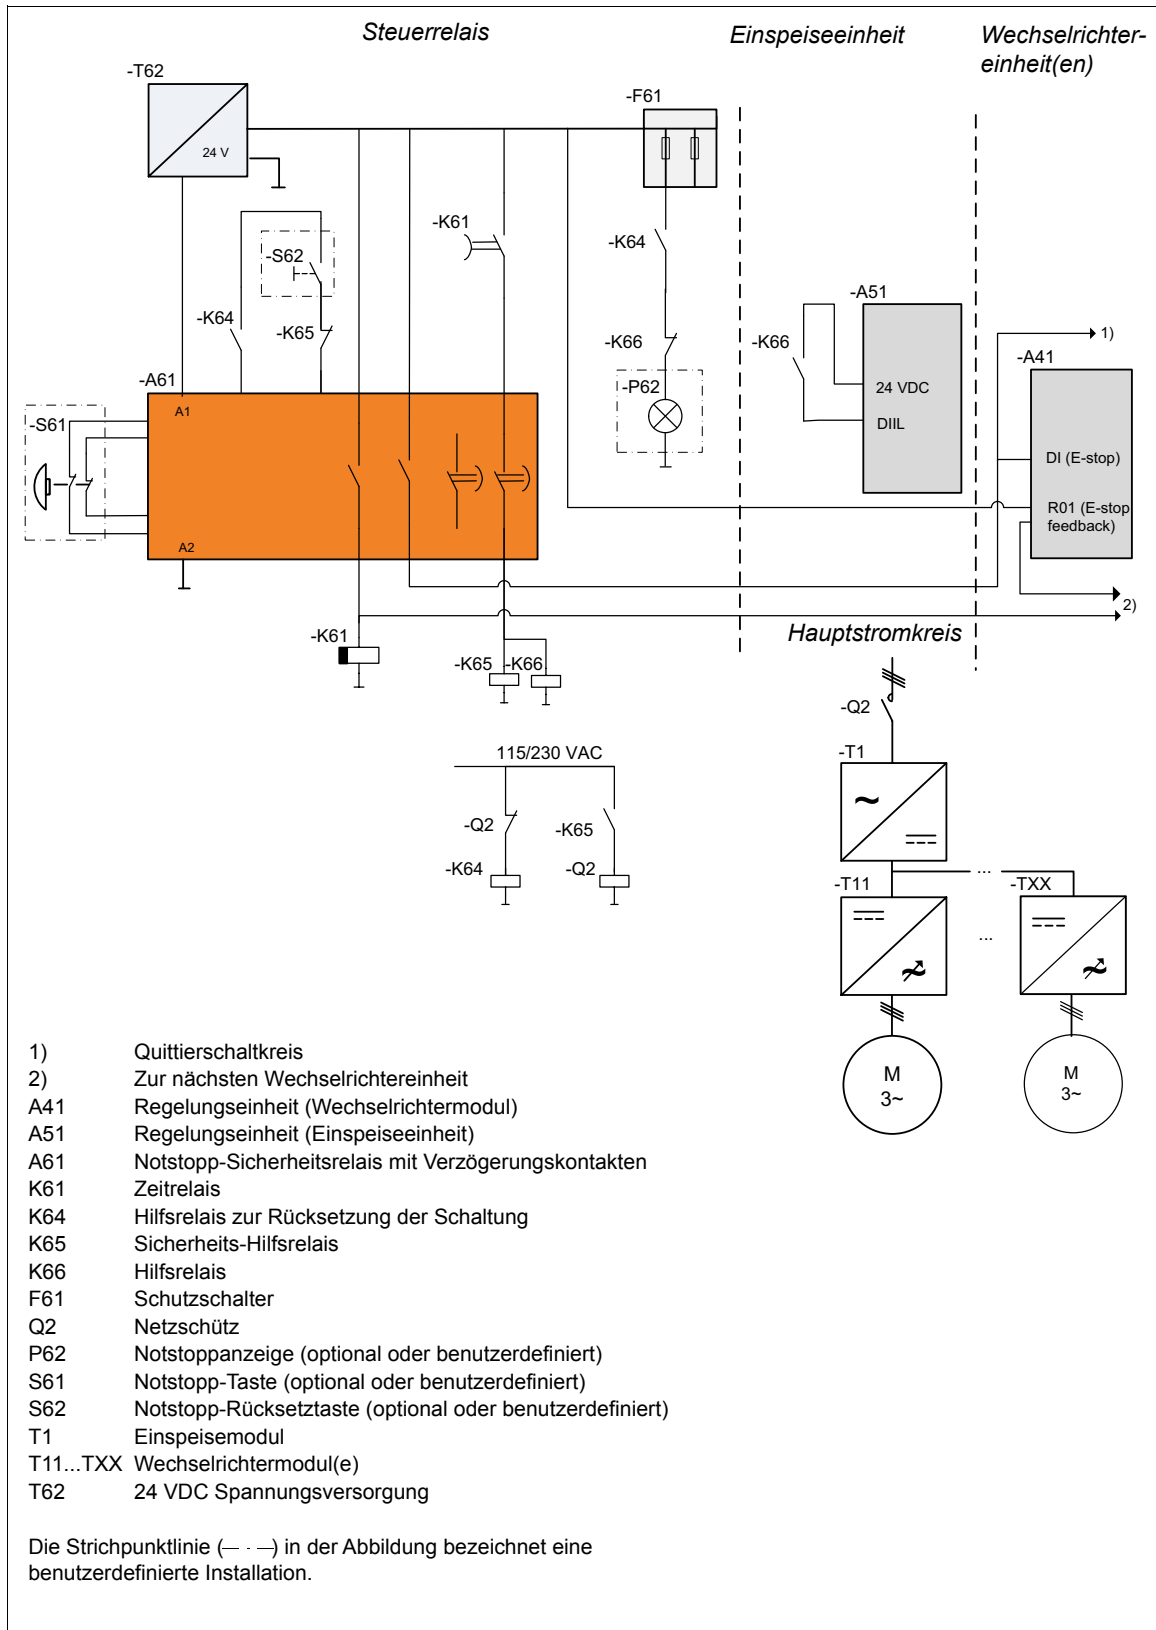 Steuerrelais
Einspeiseeinheit
Wechselrichter-
einheit(en)
-T62
24 V
-F61
-K61
-S62
-K64
-K65
-K64
-K66
-P62
-A51
-K66
24 VDC
DIIL
1)
-A41
DI (E-stop)
R01 (E-stop
feedback)
2)
-A61
A1
-S61
A2
-K61
-K65
-K66
Hauptstromkreis
-Q2
-T1
115/230 VAC
-Q2
-K65
-K64
-Q2
...
-T11
-TXX
...
M
3~
M
3~
1) Quittierschaltkreis
2) Zur nächsten Wechselrichtereinheit
A41 Regelungseinheit (Wechselrichtermodul)
A51 Regelungseinheit (Einspeiseeinheit)
A61 Notstopp-Sicherheitsrelais mit Verzögerungskontakten
K61 Zeitrelais
K64 Hilfsrelais zur Rücksetzung der Schaltung
K65 Sicherheits-Hilfsrelais
K66 Hilfsrelais
F61 Schutzschalter
Q2 Netzschütz
P62 Notstoppanzeige (optional oder benutzerdefiniert)
S61 Notstopp-Taste (optional oder benutzerdefiniert)
S62 Notstopp-Rücksetztaste (optional oder benutzerdefiniert)
T1 Einspeisemodul
T11...TXX Wechselrichtermodul(e)
T62 24 VDC Spannungsversorgung
Die Strichpunktlinie (— · —) in der Abbildung bezeichnet eine
benutzerdefinierte Installation.